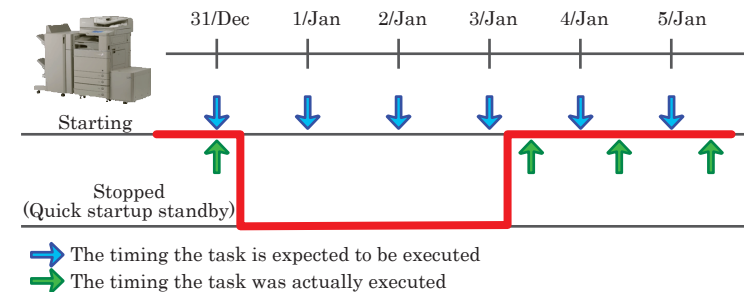 31/Dec 1/Jan 2/Jan 3/Jan 4/Jan 5/Jan
Starting
Stopped
(Quick startup standby)
The timing the task is expected to be executed
The timing the task was actually executed